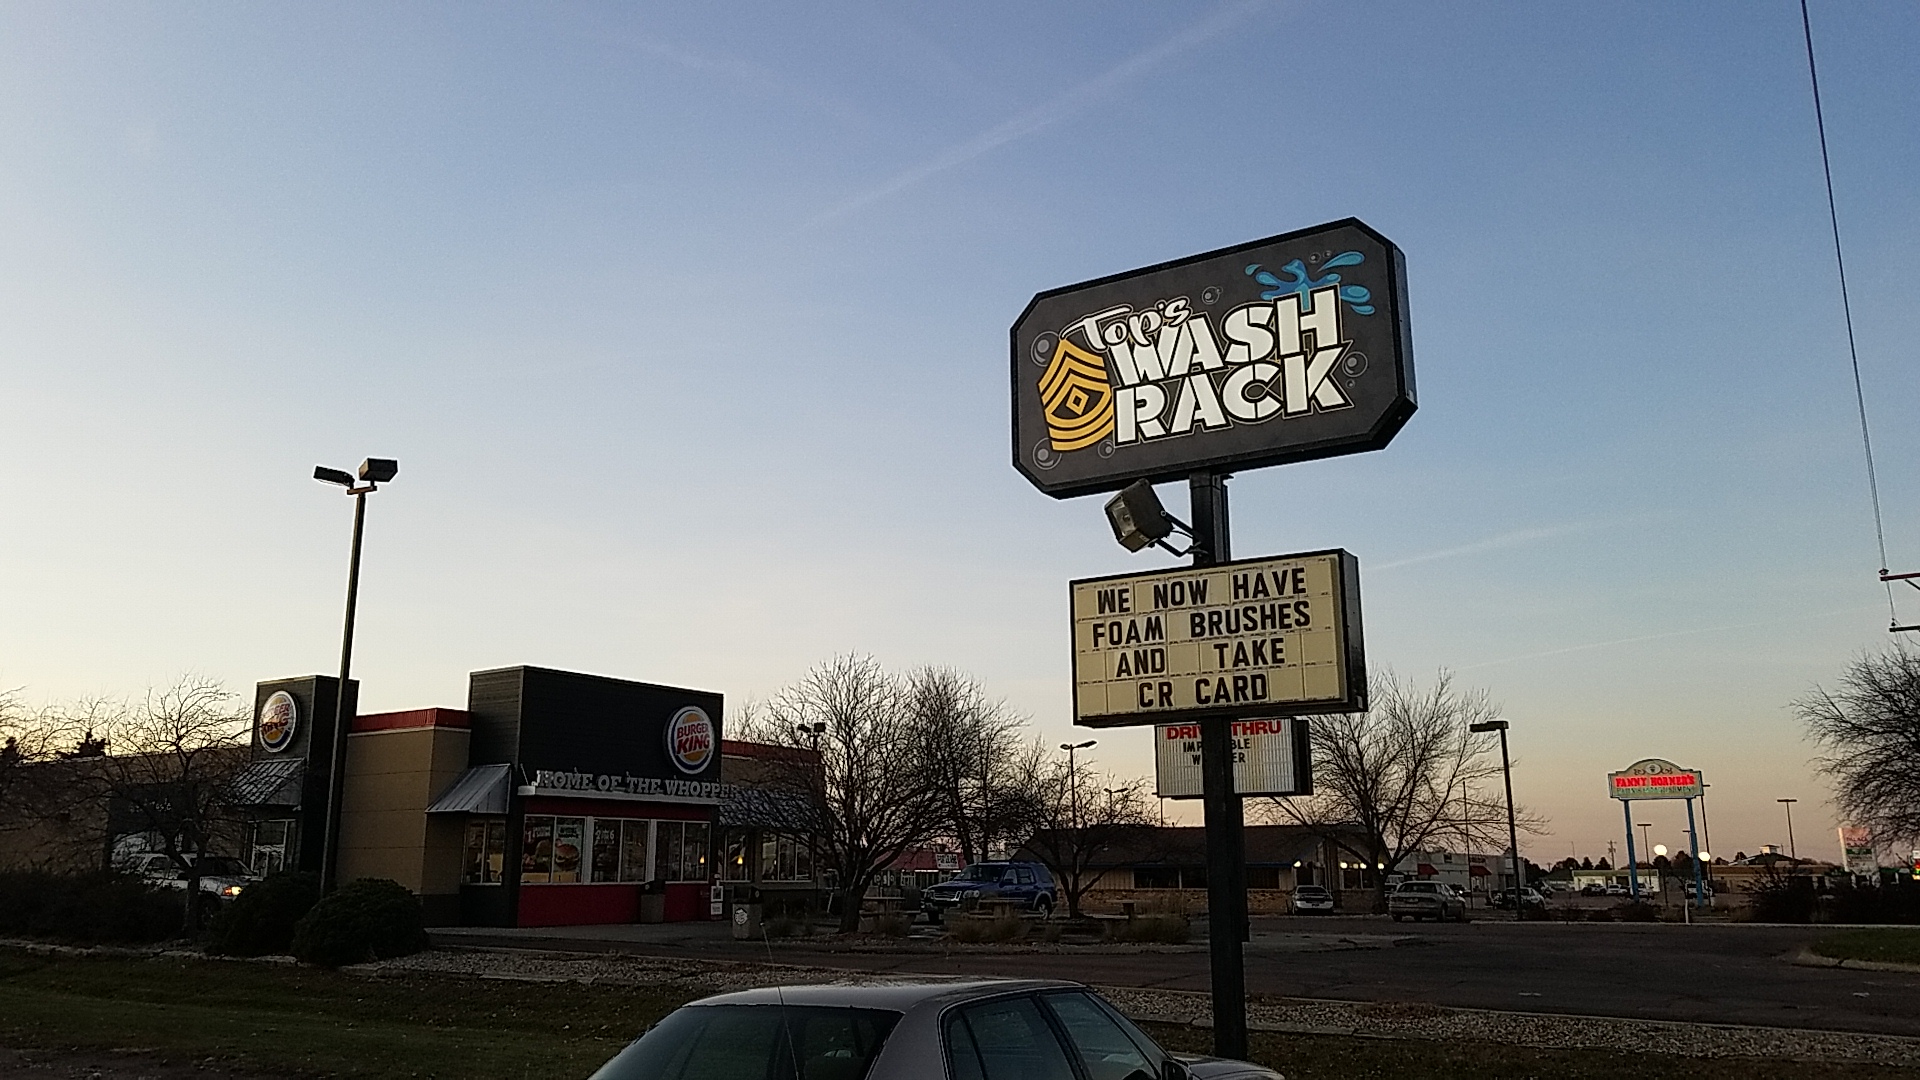 Top's
WASH
RACK
WE NOW HAVE
FOAM BRUSHES
AND TAKE
CR CARD
BURGER
KING
BURGER
KING
HOME OF THE WHOPPER
DRIVE THRU
FANNY HORNER'S